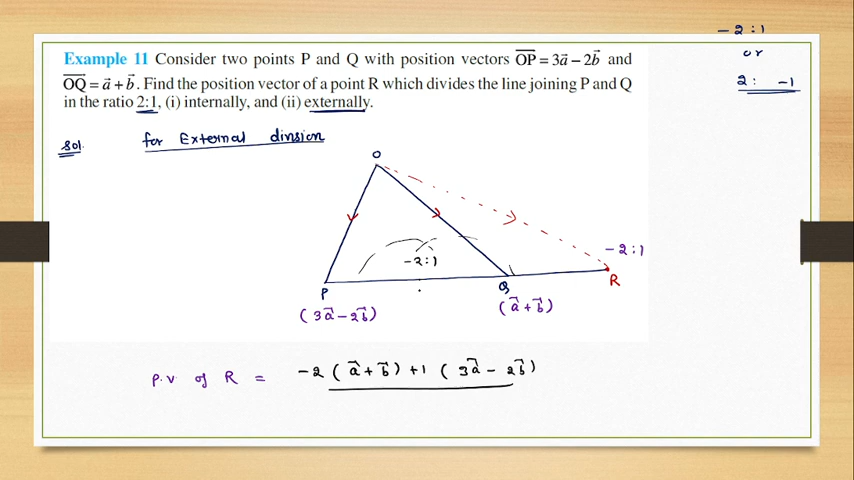 -2:1
or
2: -1
Example 11 Consider two points P and Q with position vectors OP⃗ = 3a⃗ − 2b⃗ and
OQ⃗ = a⃗ + b⃗. Find the position vector of a point R which divides the line joining P and Q
in the ratio 2:1, (i) internally, and (ii) externally.
Sol.
for External division
O
-2:1
-2:1
P
Q
R
(3a⃗ − 2b⃗)
(a⃗ + b⃗)
P.V. of R = -2(a⃗ + b⃗) + 1(3a⃗ − 2b⃗)